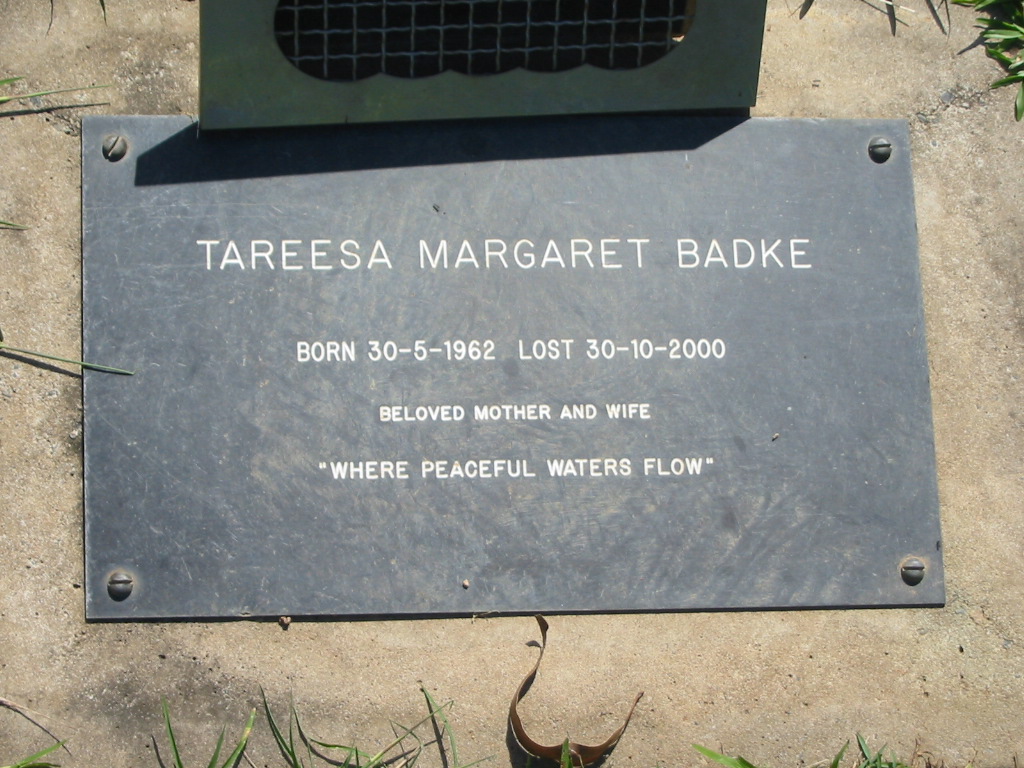 TAREESA MARGARET BADKE
BORN 30-5-1962 LOST 30-10-2000
BELOVED MOTHER AND WIFE
"WHERE PEACEFUL WATERS FLOW"